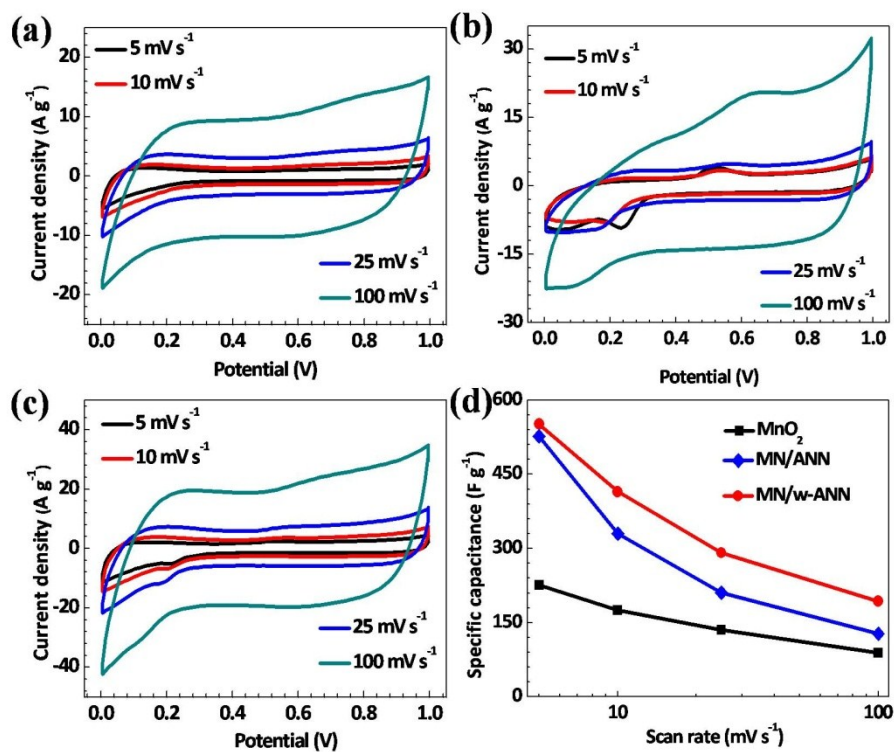 (a)
20
10
0
-10
-20
Current density (A g⁻¹)
5 mV s⁻¹
10 mV s⁻¹
25 mV s⁻¹
100 mV s⁻¹
0.0 0.2 0.4 0.6 0.8 1.0
Potential (V)
(b)
30
15
0
-15
-30
Current density (A g⁻¹)
5 mV s⁻¹
10 mV s⁻¹
25 mV s⁻¹
100 mV s⁻¹
0.0 0.2 0.4 0.6 0.8 1.0
Potential (V)
(c)
40
20
0
-20
-40
Current density (A g⁻¹)
5 mV s⁻¹
10 mV s⁻¹
25 mV s⁻¹
100 mV s⁻¹
0.0 0.2 0.4 0.6 0.8 1.0
Potential (V)
(d)
600
450
300
150
0
Specific capacitance (F g⁻¹)
MnO₂
MN/ANN
MN/w-ANN
10 100
Scan rate (mV s⁻¹)